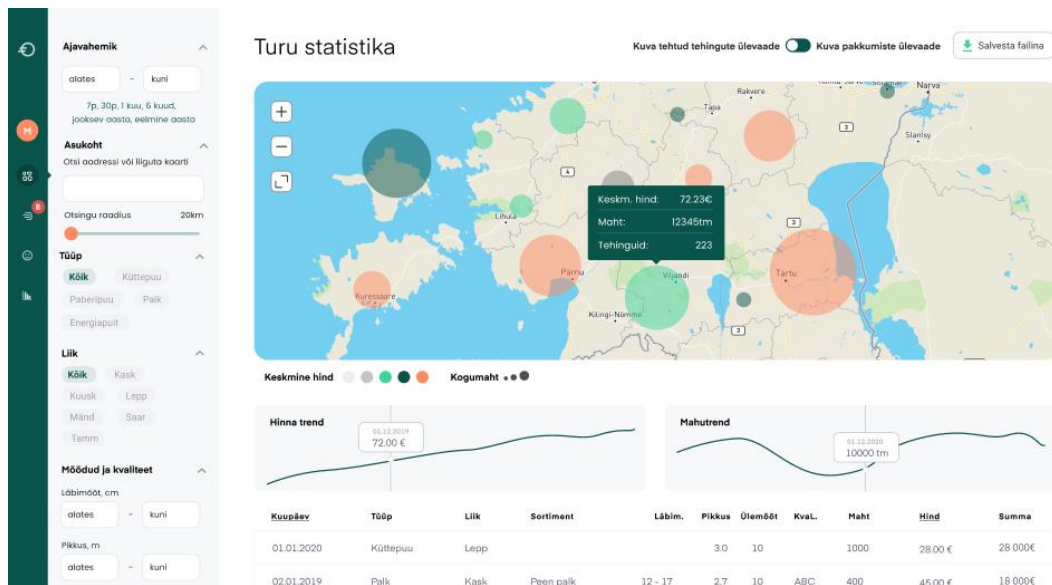 Ajavahemik
alates - kuni
7p, 30p, 1 kuu, 6 kuud,
jooksev aasta, eelmine aasta
M
Asukoht
Otsi aadressi või liiguta kaarti
8
Otsingu raadius 20km
Tüüp
Kõik Küttepuu
Paberipuu Palk
Energiapuit
Liik
Kõik Kask
Kuusk Lepp
Mänd Saar
Tamm
Mõõdud ja kvaliteet
Läbimõõt, cm
alates - kuni
Pikkus, m
alates - kuni
Turu statistika
Kuva tehtud tehingute ülevaade Kuva pakkumiste ülevaade
Salvesta failina
+
−
Rakvere
Narva
Tapa
Slantsy
3
4
Lihula
Keskm. hind: 72.23€
Maht: 12345tm
Tehinguid: 223
3
Pärnu
Viljandi
Tartu
Kuressaare
Kilingi-Nõmme
3
Keskmine hind Kogumaht
Hinna trend
01.12.2019
72.00 €
Mahutrend
01.12.2020
10000 tm
Kuupäev Tüüp Liik Sortiment Läbim. Pikkus Ülemõõt KvaL. Maht Hind Summa
01.01.2020 Küttepuu Lepp 3.0 10 1000 28.00 € 28 000€
02.01.2019 Palk Kask Peen palk 12 - 17 2.7 10 ABC 400 45.00 € 18 000€